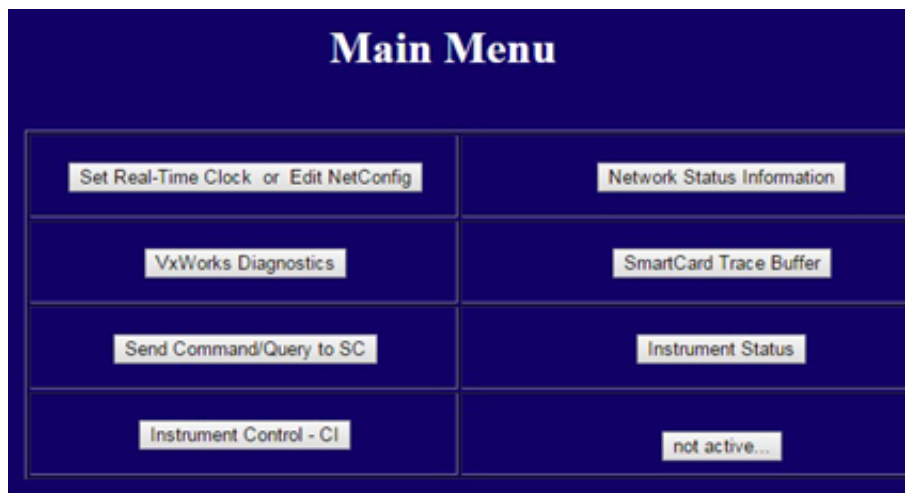 Main Menu
Set Real-Time Clock or Edit NetConfig
Network Status Information
VxWorks Diagnostics
SmartCard Trace Buffer
Send Command/Query to SC
Instrument Status
Instrument Control - CI
not active...